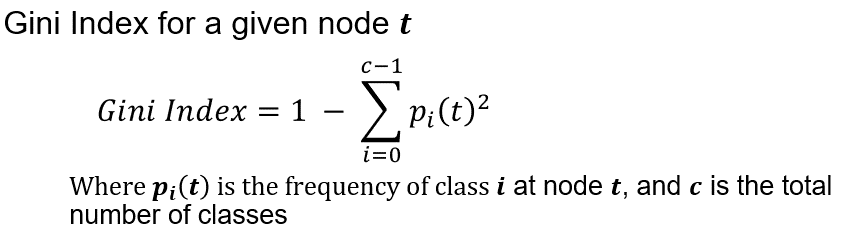 Gini Index for a given node t
c−1
Gini Index = 1 − ∑ pᵢ(t)²
i=0
Where pᵢ(t) is the frequency of class i at node t, and c is the total
number of classes